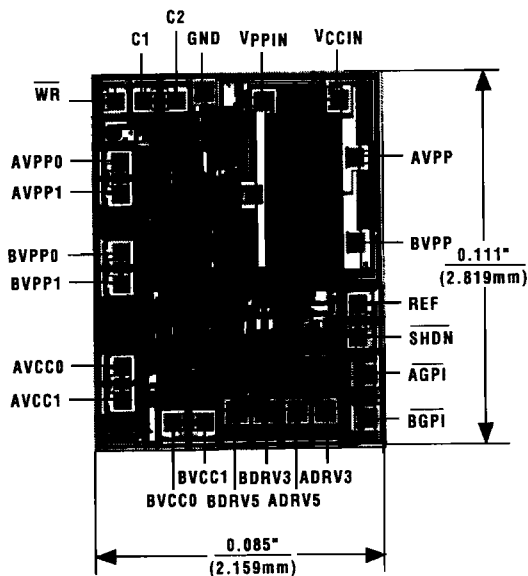 C2
C1
GND
VPPIN
VCCIN
WR
AVPP0
AVPP1
BVPP0
BVPP1
AVCC0
AVCC1
AVPP
BVPP
0.111"
(2.819mm)
REF
SHDN
AGPI
BGPI
BVCC1 BDRV3 ADRV3
BVCC0 BDRV5 ADRV5
0.085"
(2.159mm)